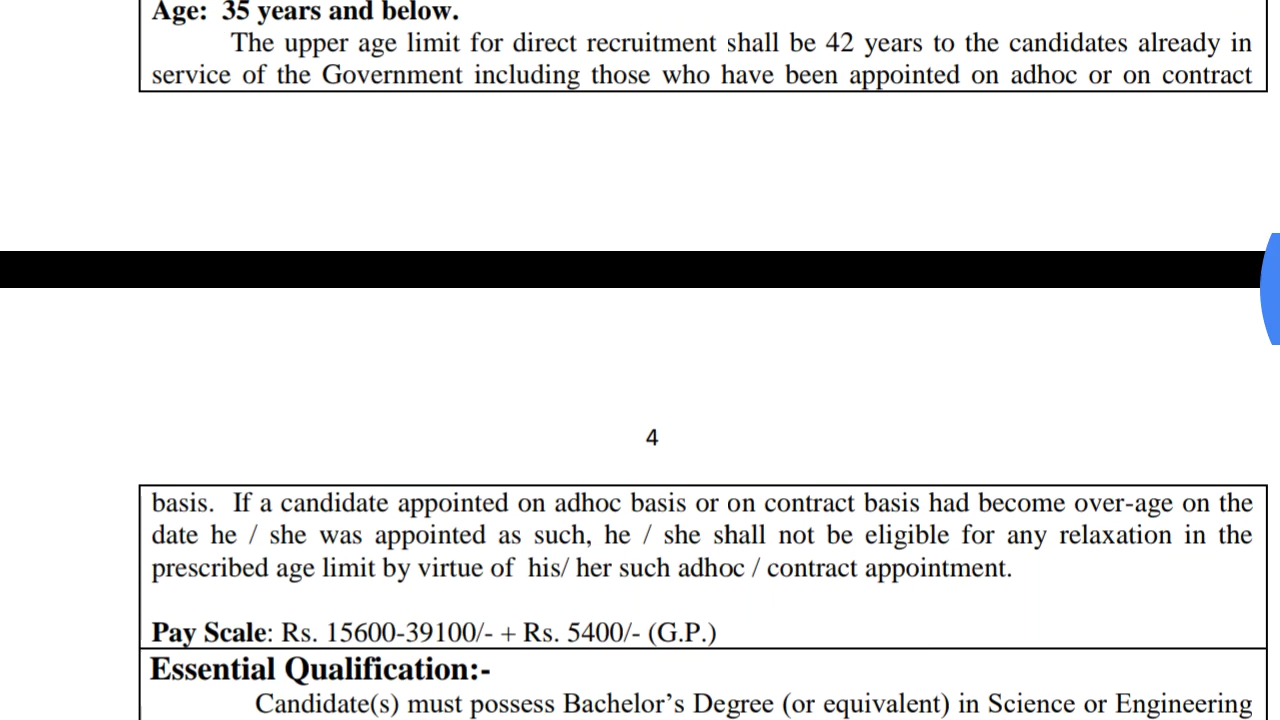 Age: 35 years and below.
The upper age limit for direct recruitment shall be 42 years to the candidates already in
service of the Government including those who have been appointed on adhoc or on contract
4
basis. If a candidate appointed on adhoc basis or on contract basis had become over-age on the
date he / she was appointed as such, he / she shall not be eligible for any relaxation in the
prescribed age limit by virtue of his/ her such adhoc / contract appointment.
Pay Scale: Rs. 15600-39100/- + Rs. 5400/- (G.P.)
Essential Qualification:-
Candidate(s) must possess Bachelor’s Degree (or equivalent) in Science or Engineering